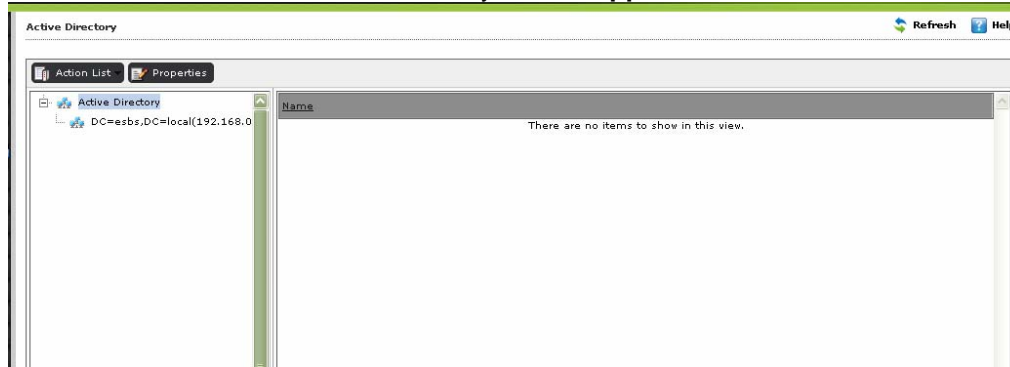 Active Directory
Refresh
Action List
Properties
Active Directory
DC=esbs,DC=local(192.168.0
Name
There are no items to show in this view.